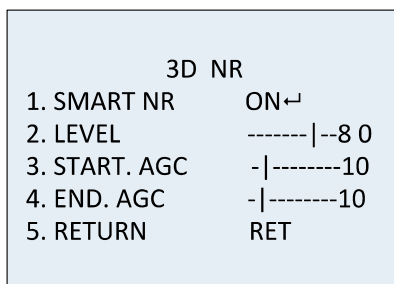 3D NR
1. SMART NR ON↵
2. LEVEL -------|--8 0
3. START. AGC -|--------10
4. END. AGC -|--------10
5. RETURN RET